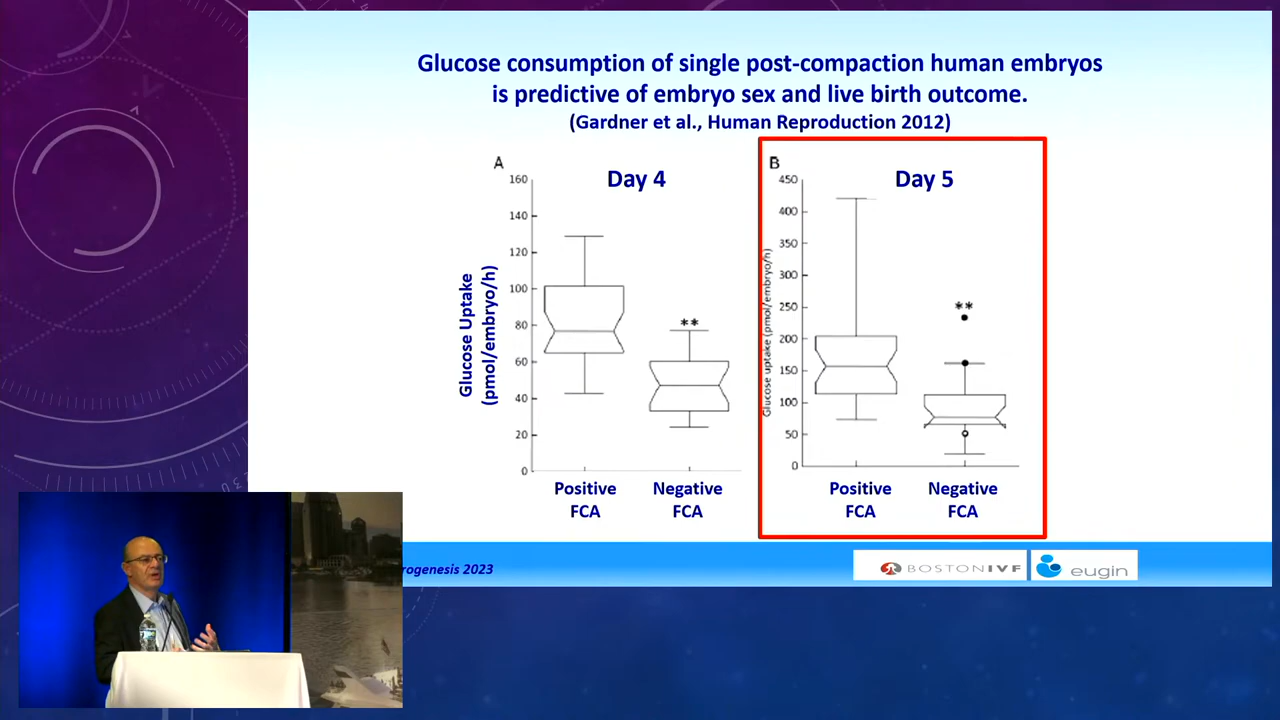 Glucose consumption of single post-compaction human embryos
is predictive of embryo sex and live birth outcome.
(Gardner et al., Human Reproduction 2012)
A
Day 4
160
140
120
100
80
60
40
20
0
Glucose Uptake
(pmol/embryo/h)
**
Positive
FCA
Negative
FCA
B
Day 5
450
400
350
300
250
200
150
100
50
0
Glucose uptake (pmol/embryo/h)
**
Positive
FCA
Negative
FCA
rogenesis 2023
BOSTONIVF
eugin
230